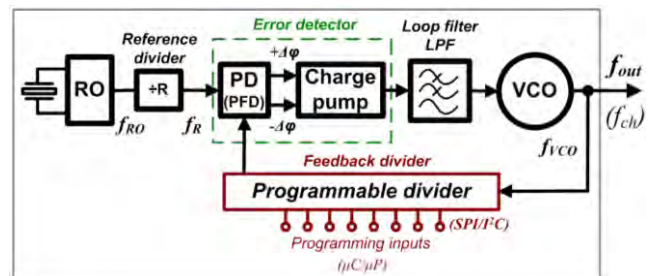 Error detector
Reference
divider
Loop filter
LPF
RO
÷R
PD
(PFD)
+Δφ
-Δφ
Charge
pump
VCO
f_out
(f_ch)
f_RO
f_R
f_VCO
Feedback divider
Programmable divider
(SPI/I²C)
Programming inputs
(μC/μP)